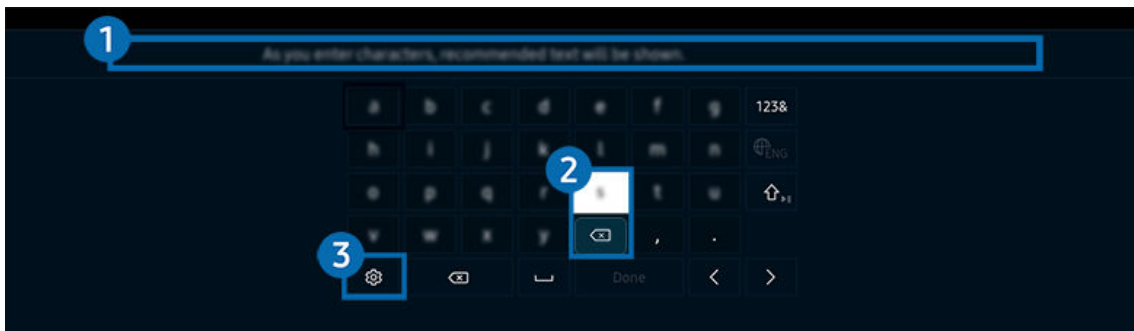 1
As you enter characters, recommended text will be shown.
a b c d e f g 123&
h i j k l m n ENG
2
o p q r s t u
v w x y , .
3
Done < >